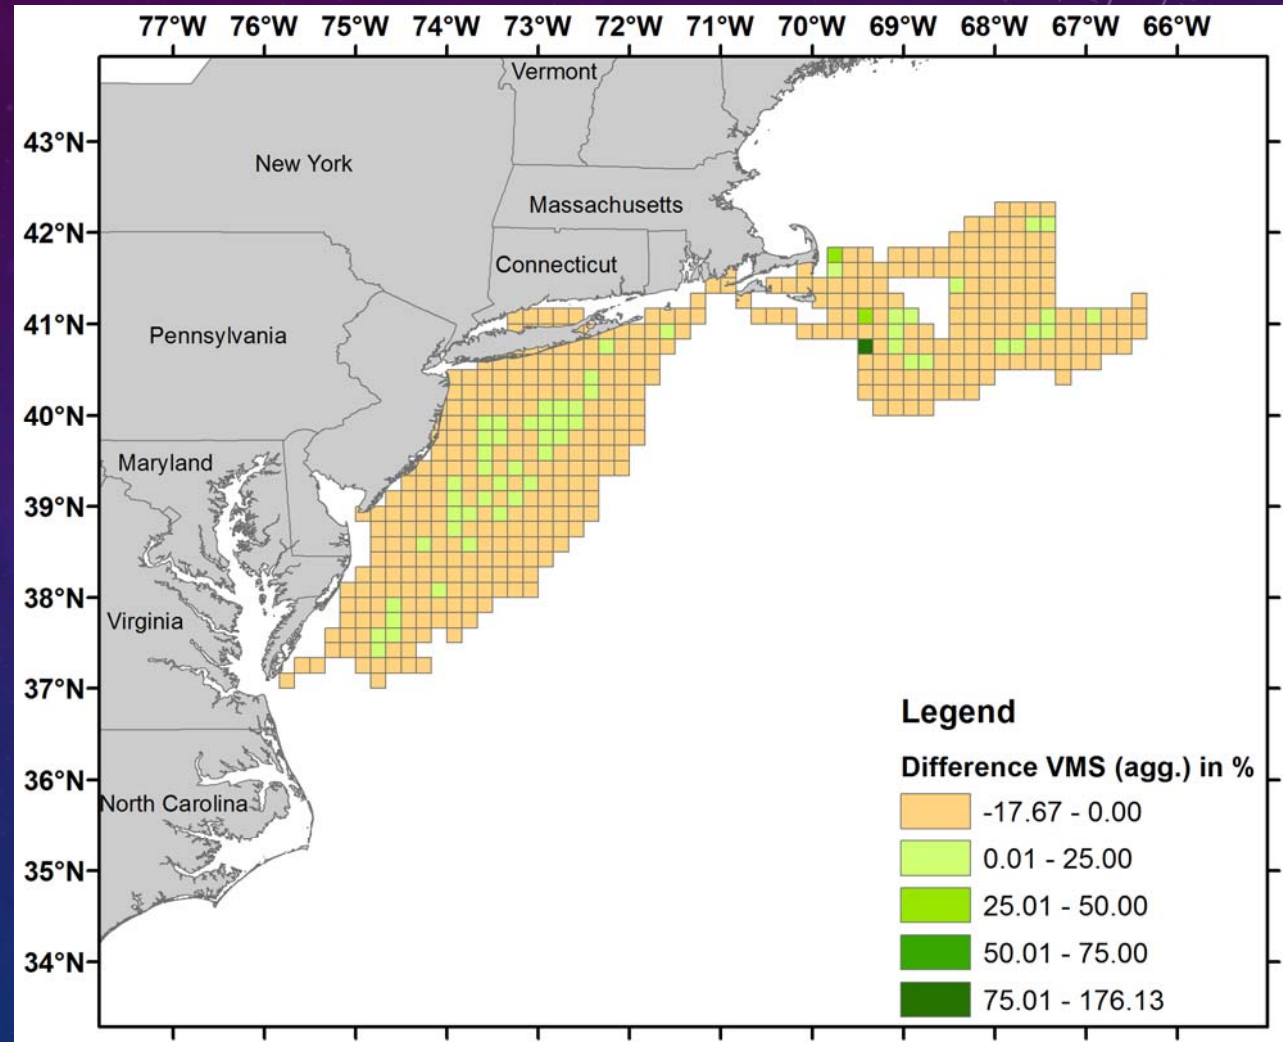 77°W 76°W 75°W 74°W 73°W 72°W 71°W 70°W 69°W 68°W 67°W 66°W
Vermont
43°N
New York
Massachusetts
42°N
Connecticut
Pennsylvania
41°N
40°N
Maryland
39°N
38°N
Virginia
37°N
Legend
Difference VMS (agg.) in %
36°N
North Carolina
-17.67 - 0.00
0.01 - 25.00
35°N
25.01 - 50.00
34°N
50.01 - 75.00
75.01 - 176.13